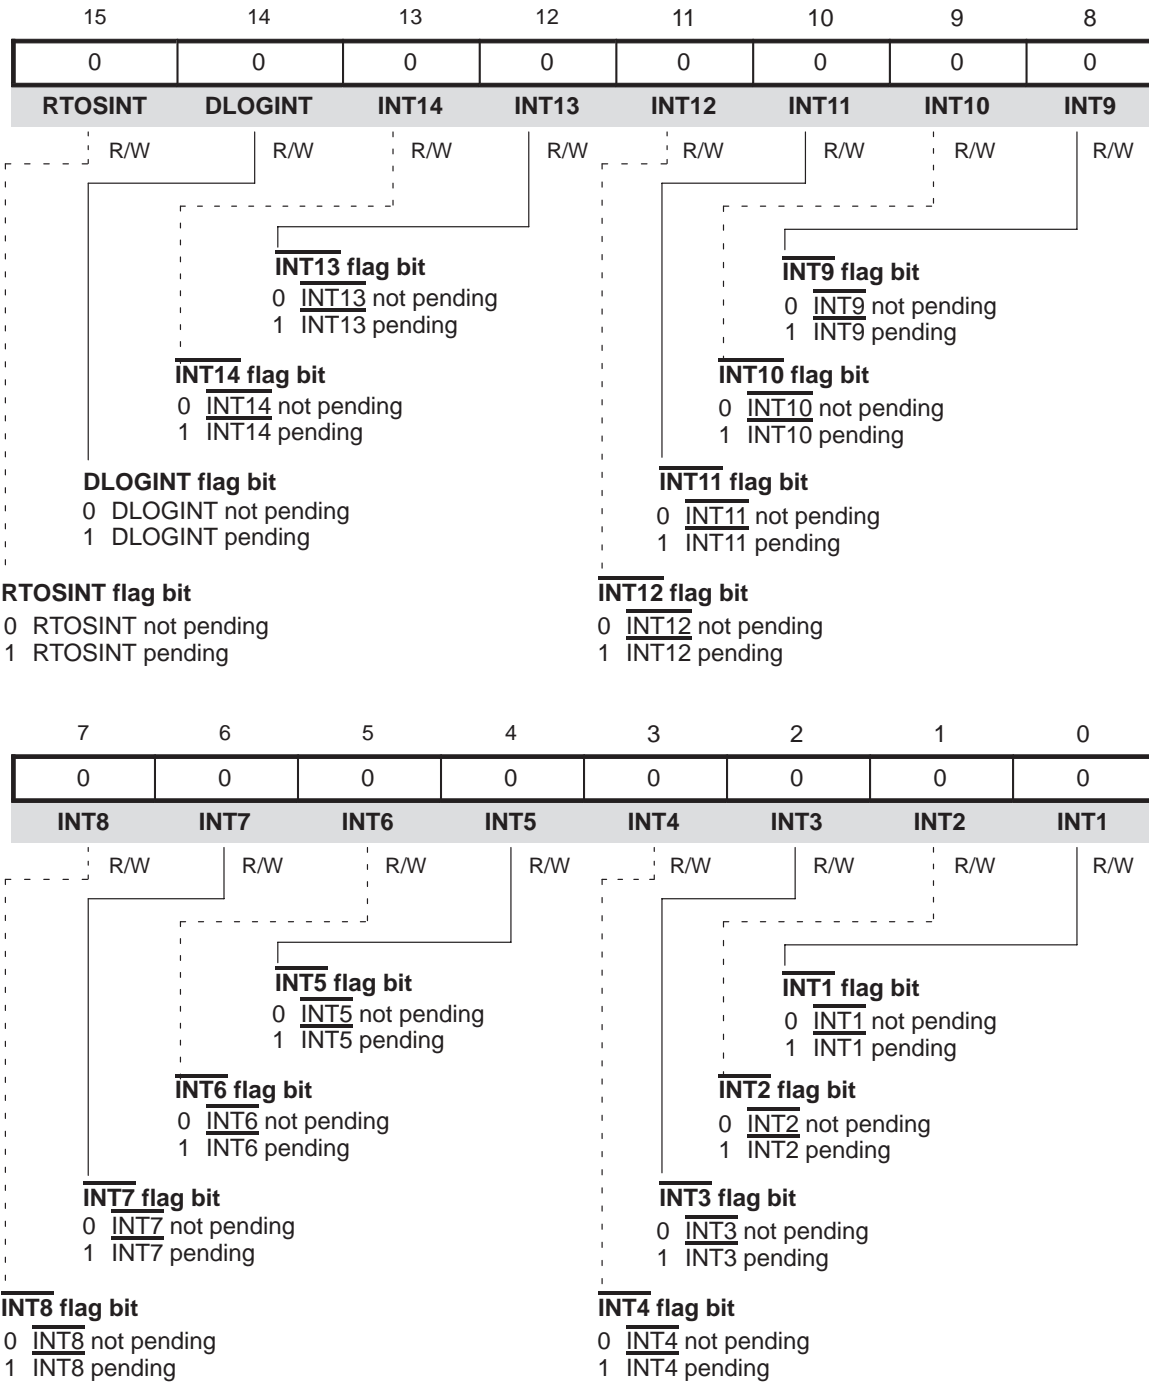 15 14 13 12 11 10 9 8
0 0 0 0 0 0 0 0
RTOSINT DLOGINT INT14 INT13 INT12 INT11 INT10 INT9
R/W R/W R/W R/W R/W R/W R/W R/W
INT13 flag bit
0 INT13 not pending
1 INT13 pending
INT9 flag bit
0 INT9 not pending
1 INT9 pending
INT14 flag bit
0 INT14 not pending
1 INT14 pending
INT10 flag bit
0 INT10 not pending
1 INT10 pending
DLOGINT flag bit
0 DLOGINT not pending
1 DLOGINT pending
INT11 flag bit
0 INT11 not pending
1 INT11 pending
RTOSINT flag bit
0 RTOSINT not pending
1 RTOSINT pending
INT12 flag bit
0 INT12 not pending
1 INT12 pending
7 6 5 4 3 2 1 0
0 0 0 0 0 0 0 0
INT8 INT7 INT6 INT5 INT4 INT3 INT2 INT1
R/W R/W R/W R/W R/W R/W R/W R/W
INT5 flag bit
0 INT5 not pending
1 INT5 pending
INT1 flag bit
0 INT1 not pending
1 INT1 pending
INT6 flag bit
0 INT6 not pending
1 INT6 pending
INT2 flag bit
0 INT2 not pending
1 INT2 pending
INT7 flag bit
0 INT7 not pending
1 INT7 pending
INT3 flag bit
0 INT3 not pending
1 INT3 pending
INT8 flag bit
0 INT8 not pending
1 INT8 pending
INT4 flag bit
0 INT4 not pending
1 INT4 pending